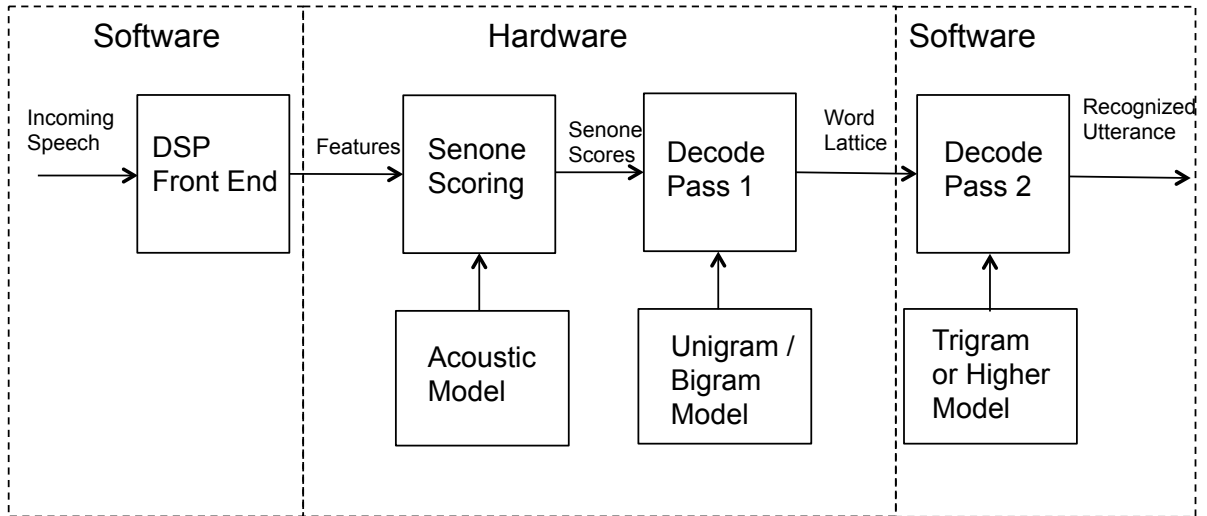 Software
Hardware
Software
Incoming
Speech
DSP
Front End
Features
Senone
Scoring
Senone
Scores
Decode
Pass 1
Word
Lattice
Decode
Pass 2
Recognized
Utterance
Acoustic
Model
Unigram /
Bigram
Model
Trigram
or Higher
Model